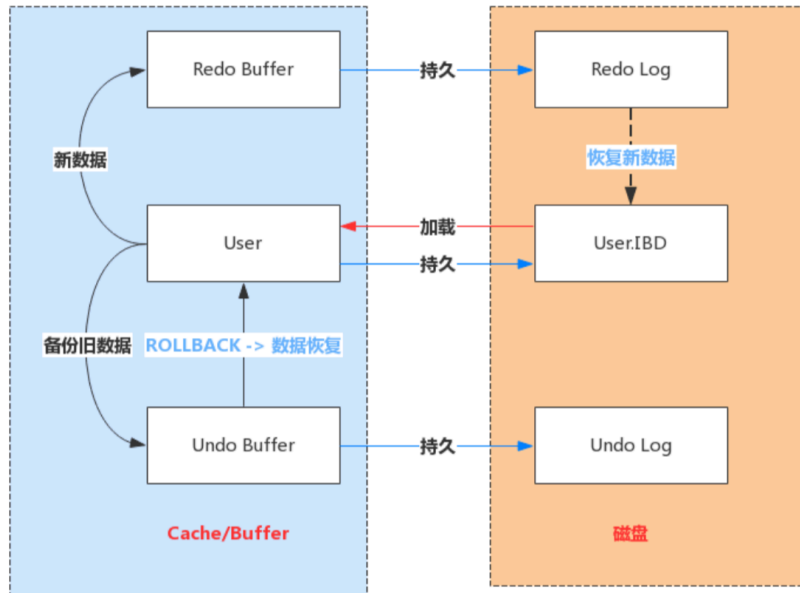 Redo Buffer
持久
Redo Log
新数据
恢复新数据
User
加载
持久
User.IBD
备份旧数据
ROLLBACK -> 数据恢复
Undo Buffer
持久
Undo Log
Cache/Buffer
磁盘